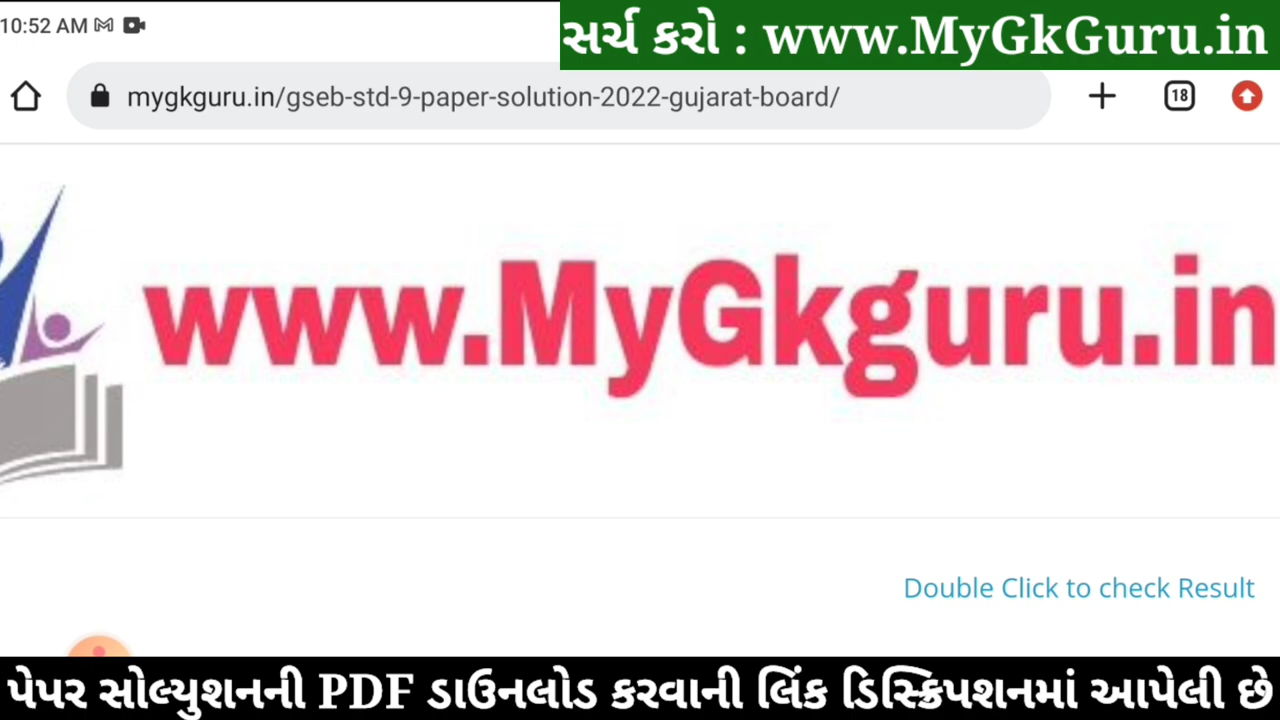 10:52 AM
સર્ચ કરો : www.MyGkGuru.in
mygkguru.in/gseb-std-9-paper-solution-2022-gujarat-board/
18
www.MyGkguru.in
Double Click to check Result
પેપર સોલ્યુશનની PDF ડાઉનલોડ કરવાની લિંક ડિસ્ક્રિપશનમાં આપેલી છે